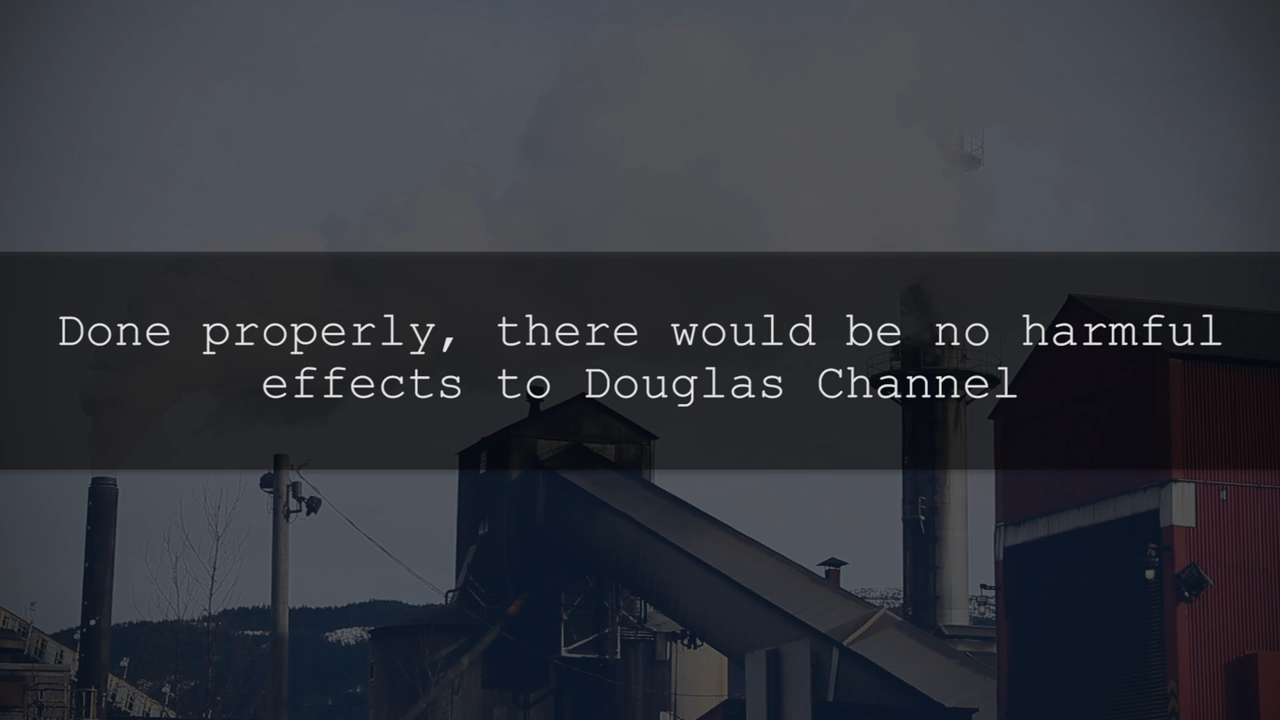 Done properly, there would be no harmful
effects to Douglas Channel